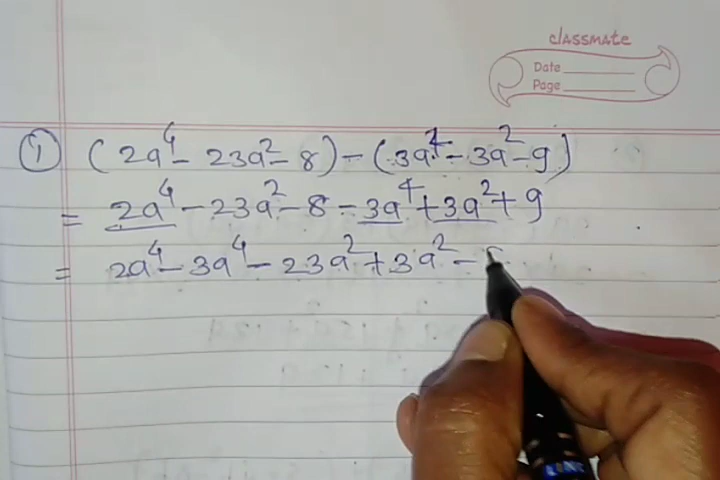 classmate
Date
Page
① (2a⁴ - 23a² - 8) - (3a⁴ - 3a² - 9)
= 2a⁴ - 23a² - 8 - 3a⁴ + 3a² + 9
= 2a⁴ - 3a⁴ - 23a² + 3a² -